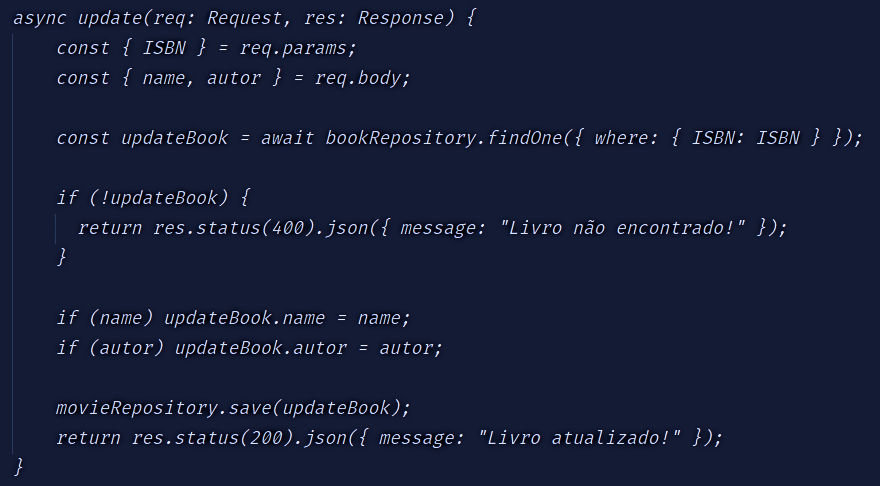 async update(req: Request, res: Response) {
const { ISBN } = req.params;
const { name, autor } = req.body;
const updateBook = await bookRepository.findOne({ where: { ISBN: ISBN } });
if (!updateBook) {
return res.status(400).json({ message: "Livro não encontrado!" });
}
if (name) updateBook.name = name;
if (autor) updateBook.autor = autor;
movieRepository.save(updateBook);
return res.status(200).json({ message: "Livro atualizado!" });
}